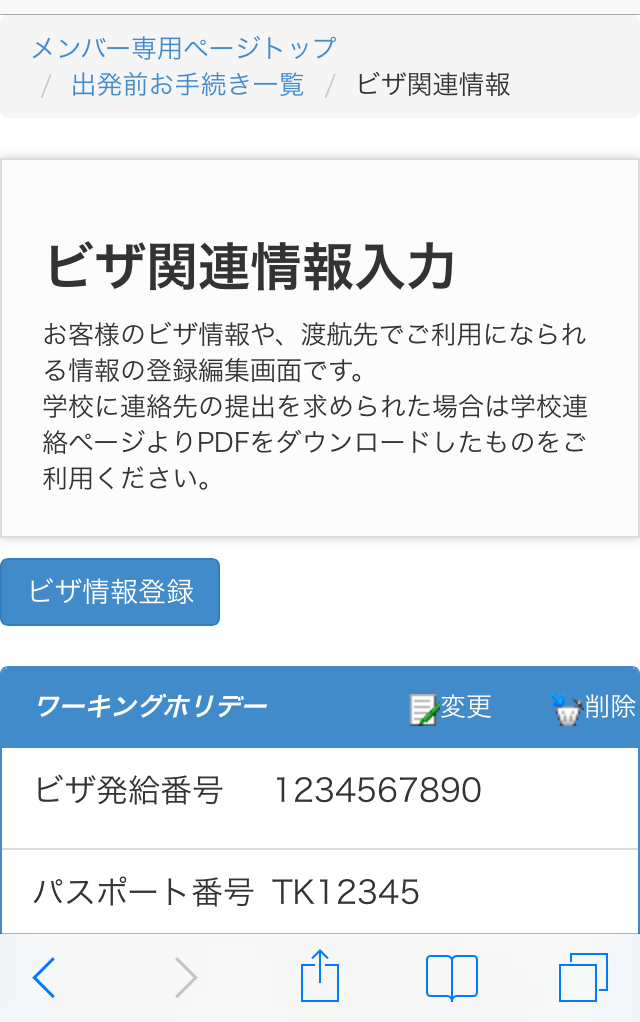 メンバー専用ページトップ
/ 出発前お手続き一覧 / ビザ関連情報
ビザ関連情報入力
お客様のビザ情報や、渡航先でご利用になられ
る情報の登録編集画面です。
学校に連絡先の提出を求められた場合は学校連
絡ページよりPDFをダウンロードしたものをご
利用ください。
ビザ情報登録
ワーキングホリデー 変更 削除
ビザ発給番号 1234567890
パスポート番号 TK12345